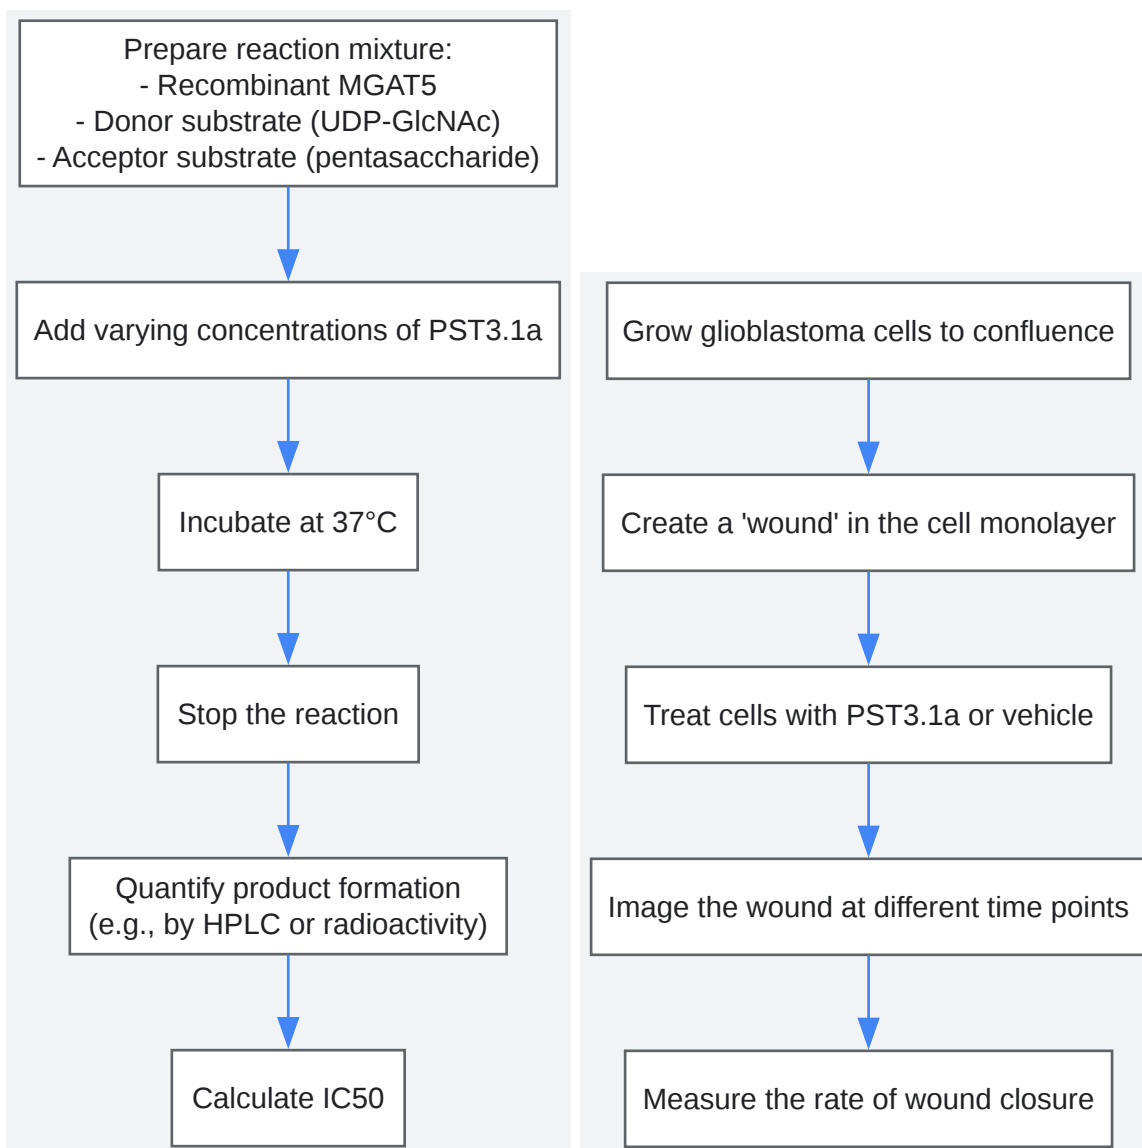 Prepare reaction mixture:
- Recombinant MGAT5
- Donor substrate (UDP-GlcNAc)
- Acceptor substrate (pentasaccharide)
Add varying concentrations of PST3.1a
Incubate at 37°C
Stop the reaction
Quantify product formation
(e.g., by HPLC or radioactivity)
Calculate IC50
Grow glioblastoma cells to confluence
Create a 'wound' in the cell monolayer
Treat cells with PST3.1a or vehicle
Image the wound at different time points
Measure the rate of wound closure